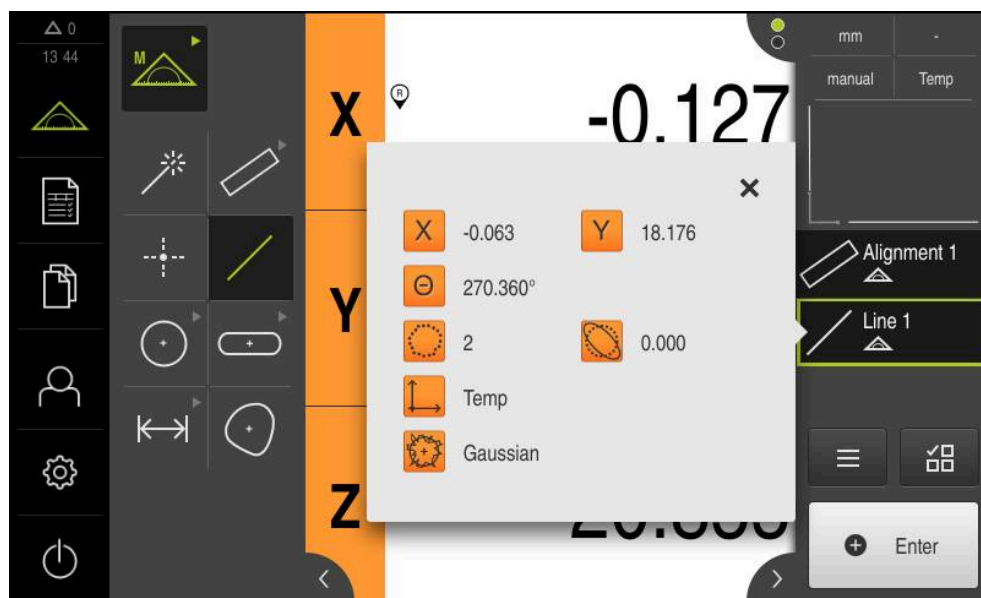 0
13 44
M
X
R
-0.127
mm
-
manual
Temp
X
-0.063
Y
18.176
Θ
270.360°
2
0.000
Temp
Gaussian
Y
Z
Alignment 1
Line 1
Enter